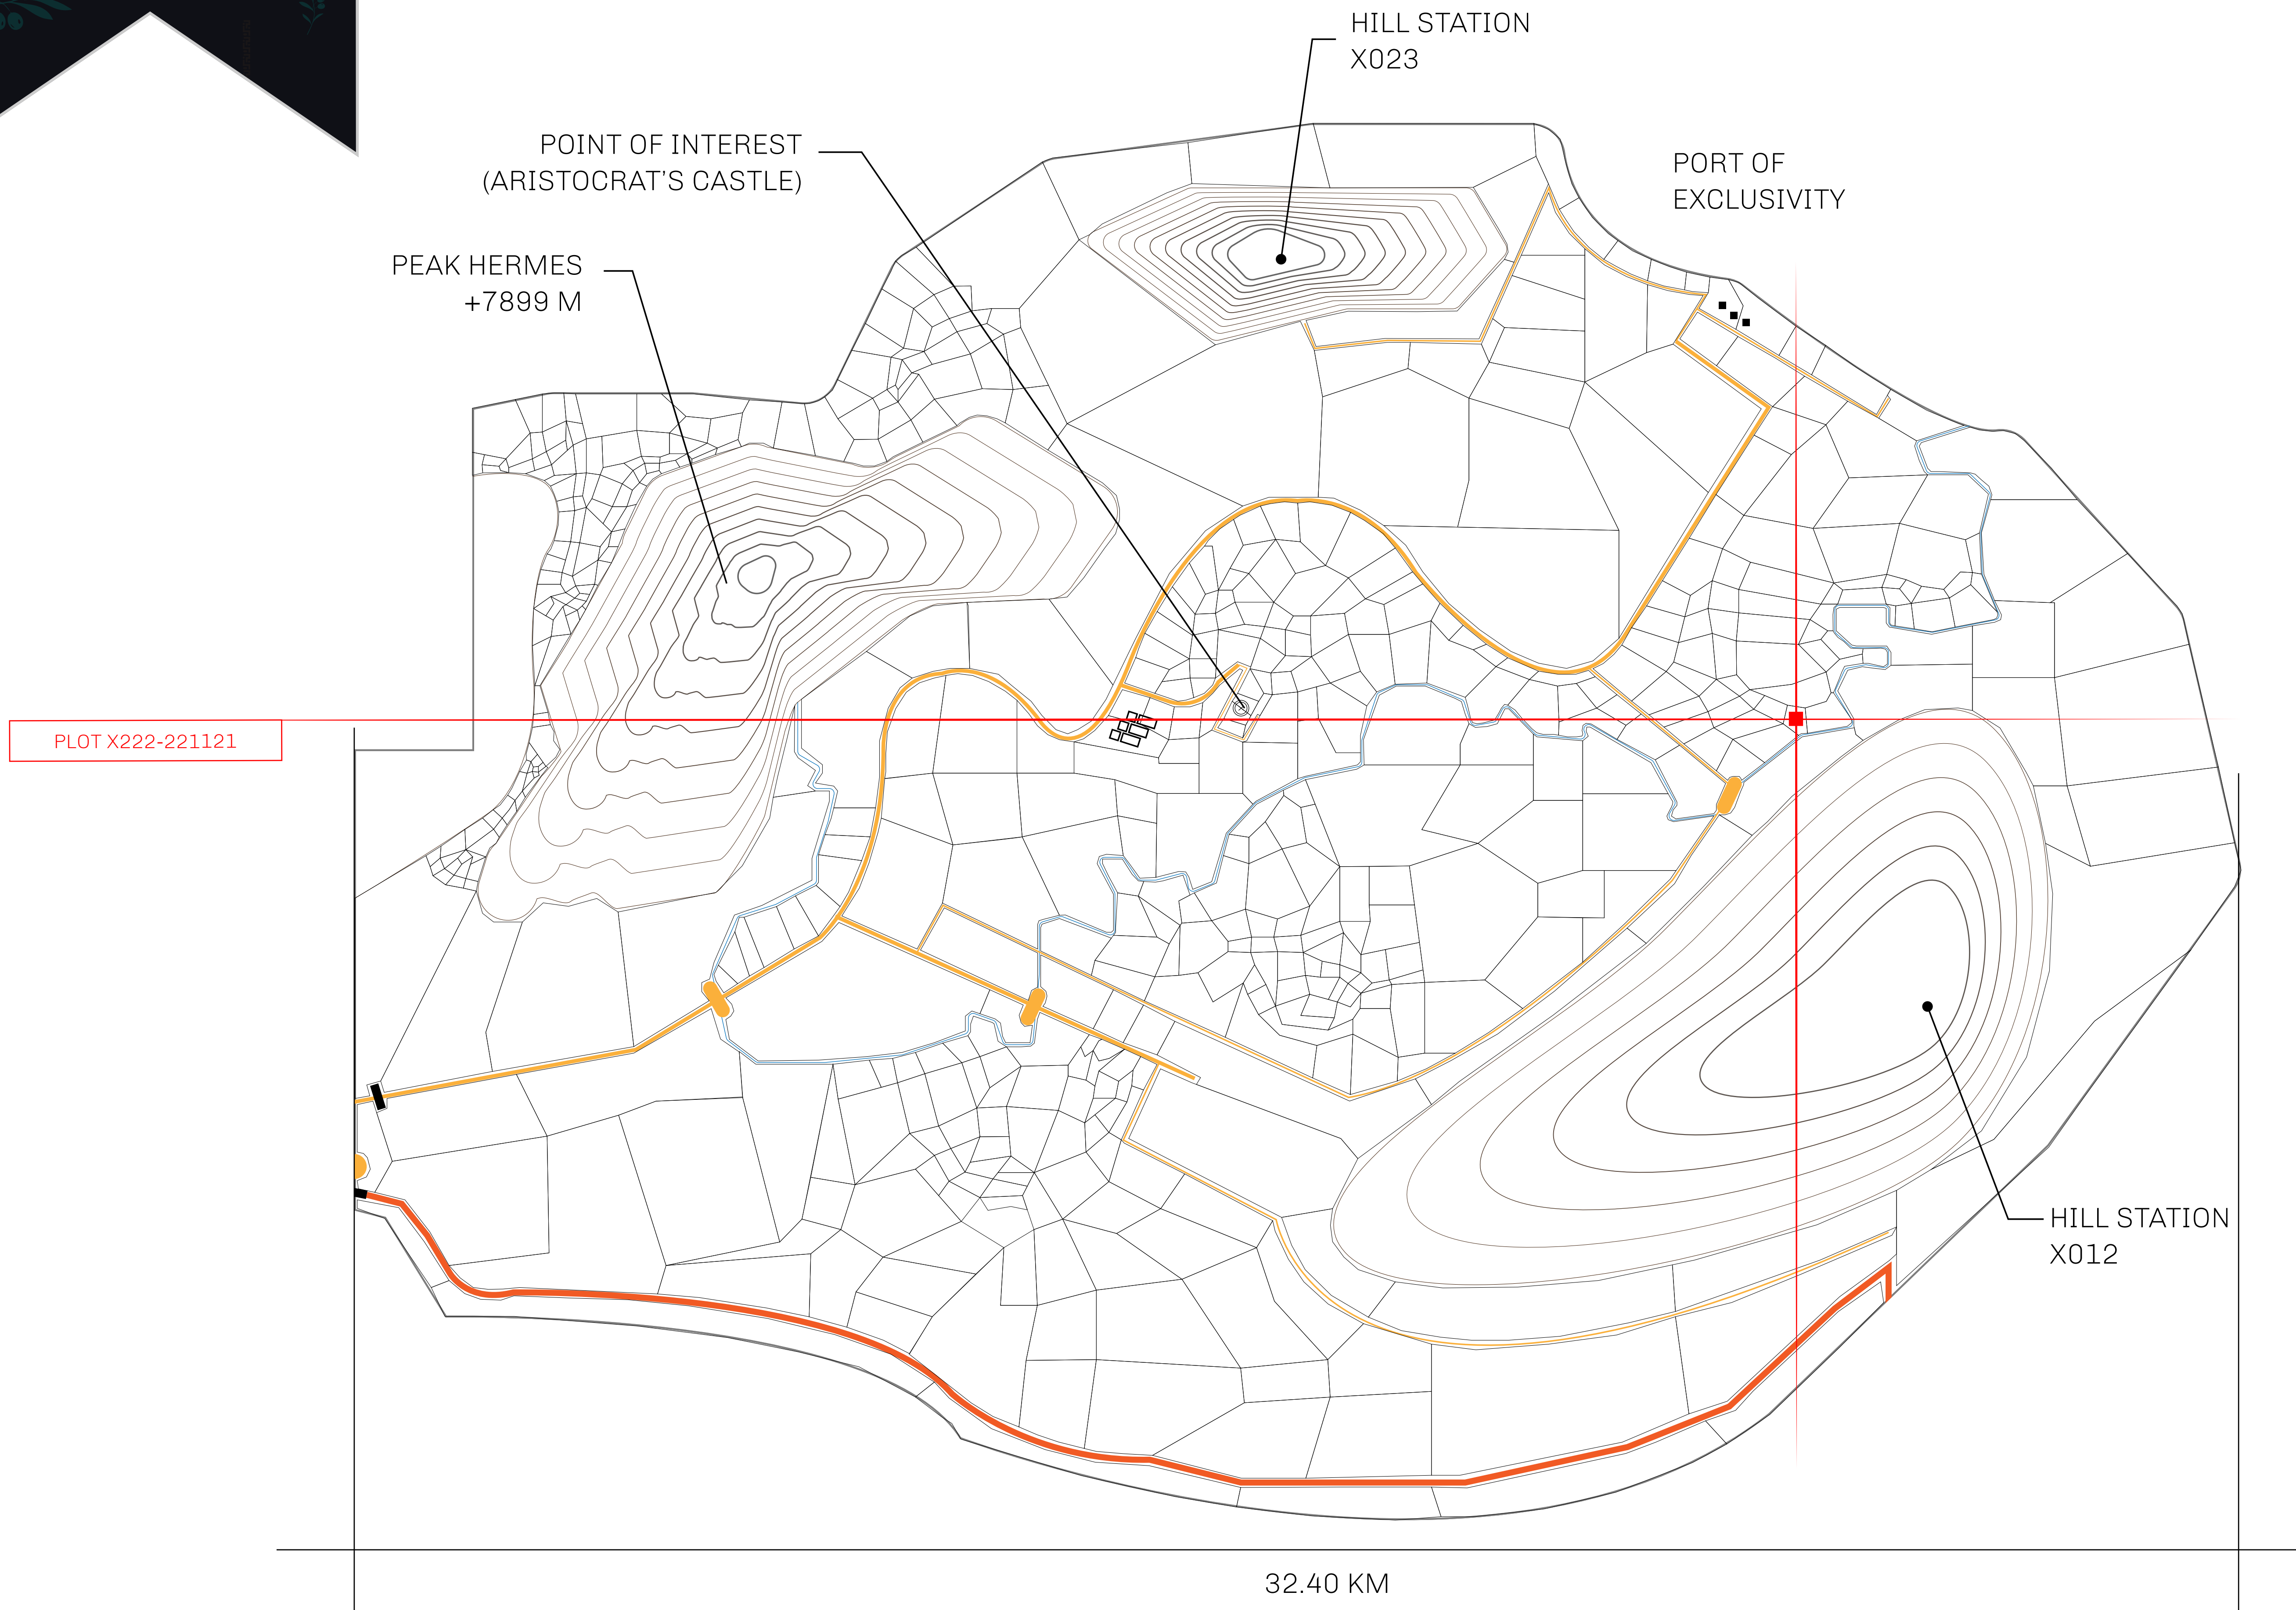 HILL STATION
X023
POINT OF INTEREST
(ARISTOCRAT'S CASTLE)
PORT OF
EXCLUSIVITY
PEAK HERMES
+7899 M
PLOT X222-221121
HILL STATION
X012
32.40 KM